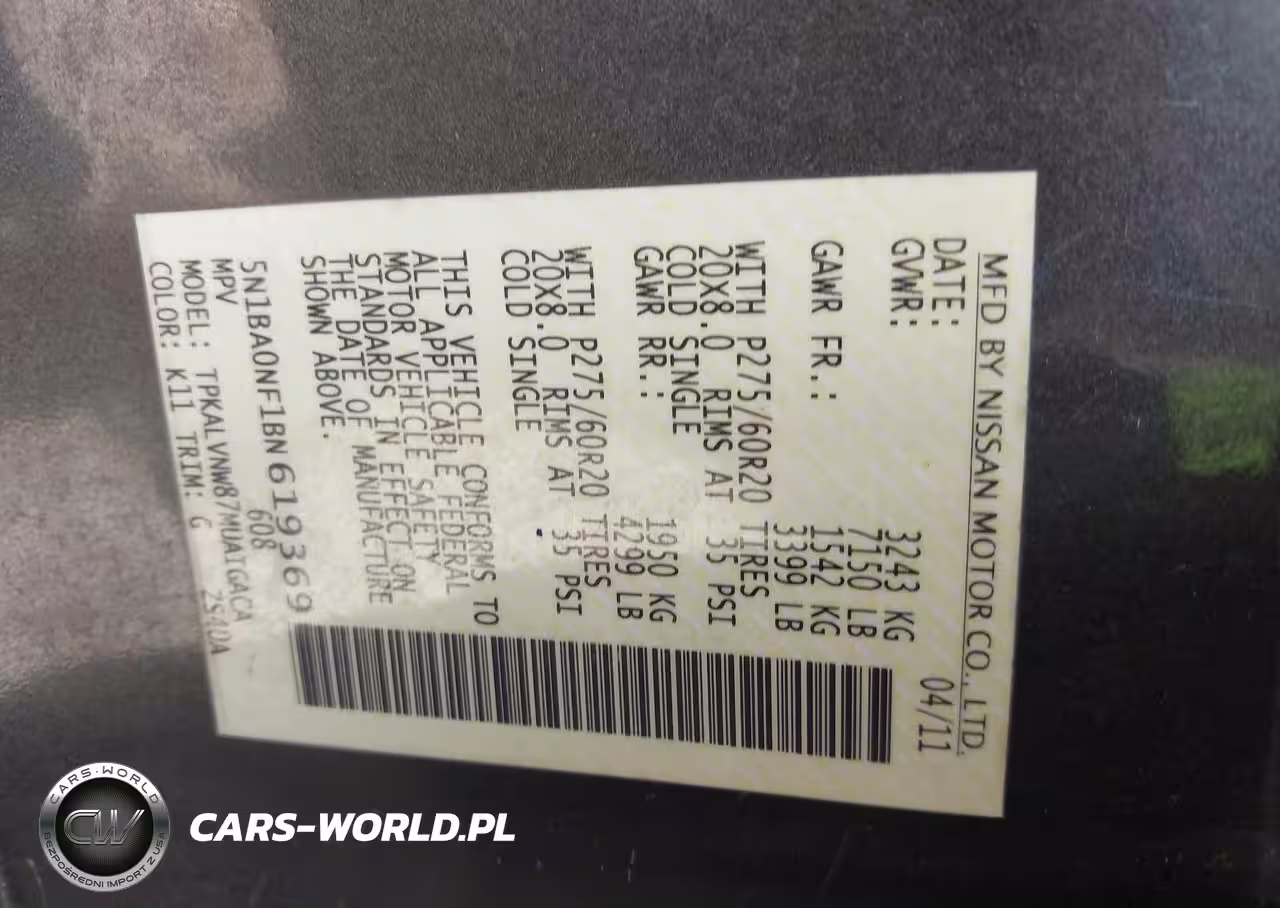 MFD BY NISSAN MOTOR CO., LTD.
DATE: 04/11
GVWR: 3243 KG
7150 LB
GAWR FR.: 1542 KG
3399 LB
WITH P275/60R20 TIRES
20X8.0 RIMS AT 35 PSI
COLD SINGLE
GAWR RR.: 1950 KG
4299 LB
WITH P275/60R20 TIRES
20X8.0 RIMS AT 35 PSI
COLD SINGLE
THIS VEHICLE CONFORMS TO
ALL APPLICABLE FEDERAL
MOTOR VEHICLE SAFETY
STANDARDS IN EFFECT ON
THE DATE OF MANUFACTURE
SHOWN ABOVE.
5N1BA0NF1BN619369
MPV 608
MODEL: TPKALVNW87MUAIGACA
COLOR: K11 TRIM: G ZS40A
CARS-WORLD
CW
BEZPOŚREDNI IMPORT Z USA
CARS-WORLD.PL